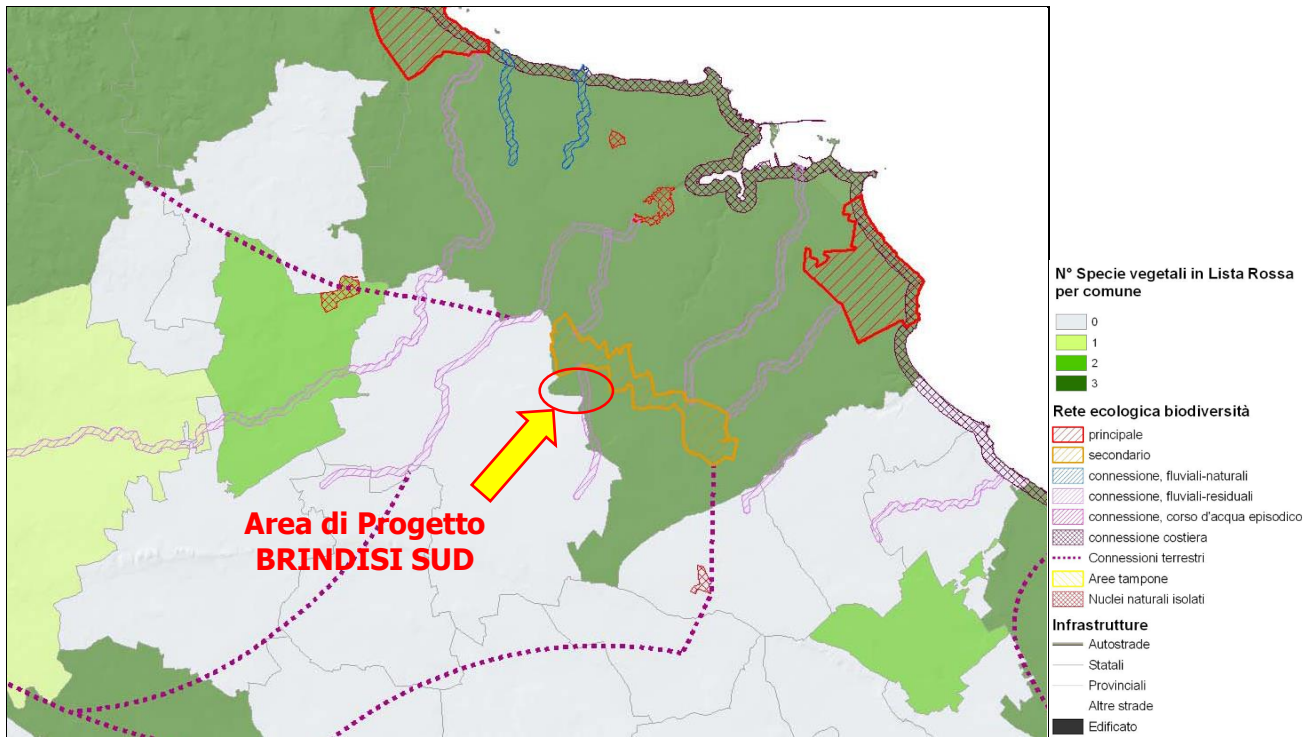 Area di Progetto
BRINDISI SUD
N° Specie vegetali in Lista Rossa
per comune
0
1
2
3
Rete ecologica biodiversità
principale
secondario
connessione, fluviali-naturali
connessione, fluviali-residuali
connessione, corso d'acqua episodico
connessione costiera
Connessioni terrestri
Aree tampone
Nuclei naturali isolati
Infrastrutture
Autostrade
Statali
Provinciali
Altre strade
Edificato